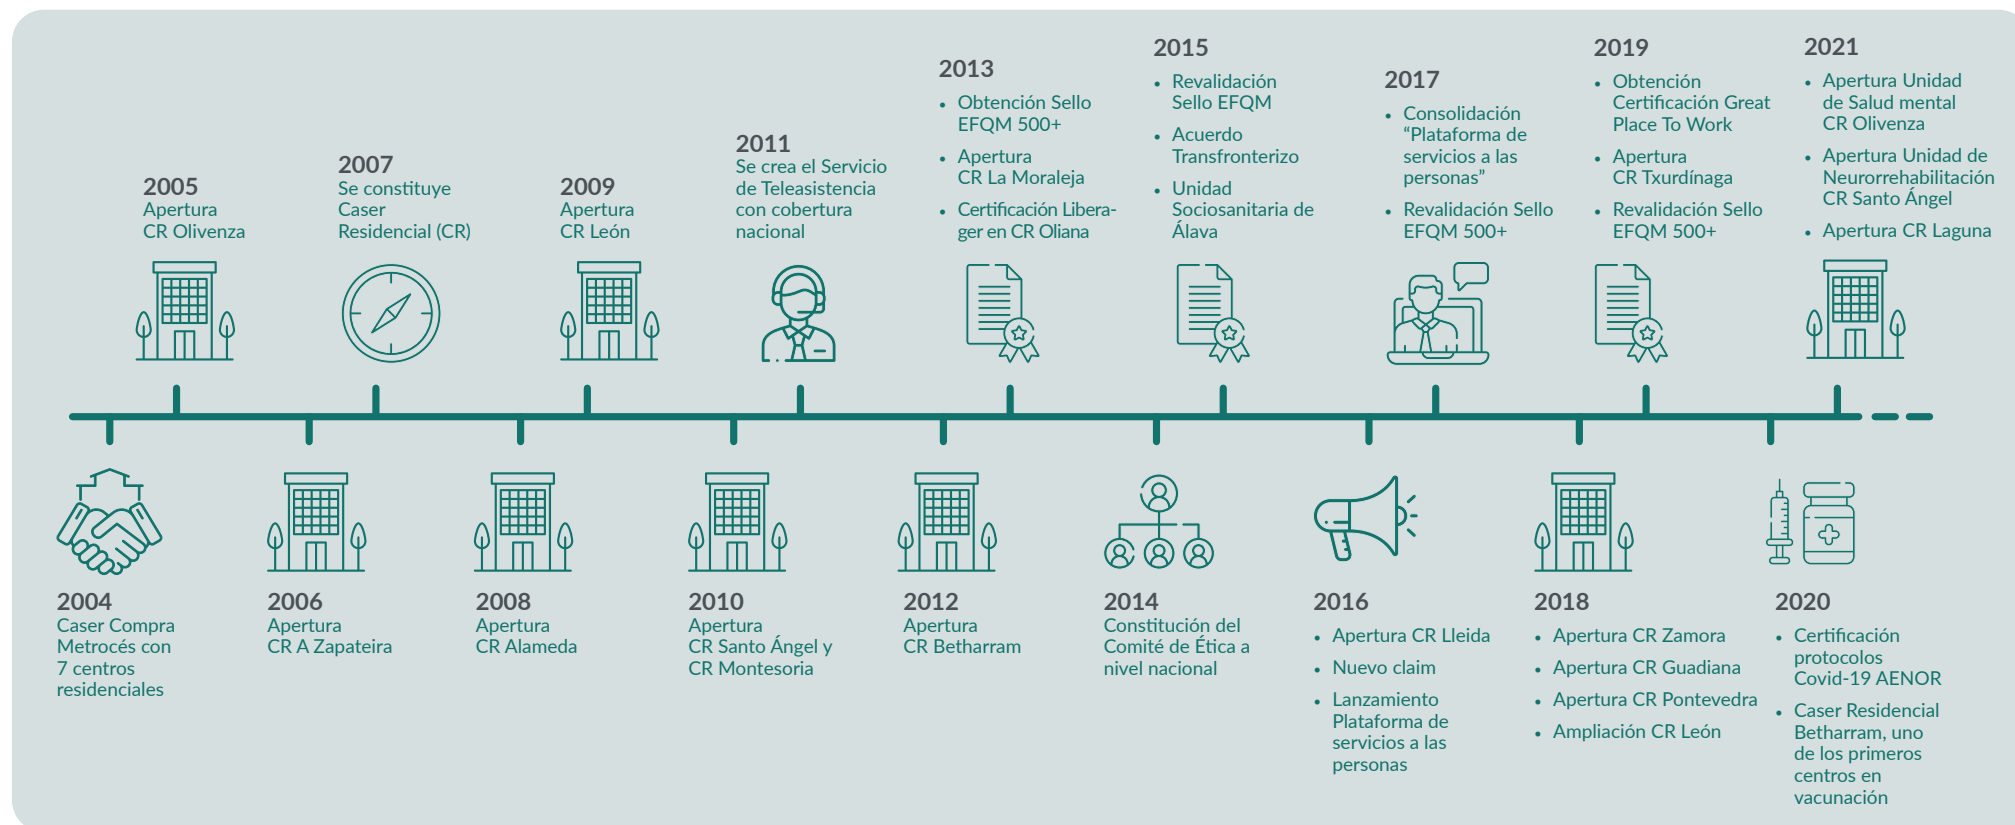 2005
Apertura
CR Olivenza
2007
Se constituye
Caser
Residencial (CR)
2009
Apertura
CR León
2011
Se crea el Servicio
de Teleasistencia
con cobertura
nacional
2013
• Obtención Sello
EFQM 500+
• Apertura
CR La Moraleja
• Certificación Libera-
ger en CR Oliana
2015
• Revalidación
Sello EFQM
• Acuerdo
Transfronterizo
• Unidad
Sociosanitaria de
Álava
2017
• Consolidación
“Plataforma de
servicios a las
personas”
• Revalidación Sello
EFQM 500+
2019
• Obtención
Certificación Great
Place To Work
• Apertura
CR Txurdínaga
• Revalidación Sello
EFQM 500+
2021
• Apertura Unidad
de Salud mental
CR Olivenza
• Apertura Unidad de
Neurorrehabilitación
CR Santo Ángel
• Apertura CR Laguna
2004
Caser Compra
Metrocés con
7 centros
residenciales
2006
Apertura
CR A Zapateira
2008
Apertura
CR Alameda
2010
Apertura
CR Santo Ángel y
CR Montesoria
2012
Apertura
CR Betharram
2014
Constitución del
Comité de Ética a
nivel nacional
2016
• Apertura CR Lleida
• Nuevo claim
• Lanzamiento
Plataforma de
servicios a las
personas
2018
• Apertura CR Zamora
• Apertura CR Guadiana
• Apertura CR Pontevedra
• Ampliación CR León
2020
• Certificación
protocolos
Covid-19 AENOR
• Caser Residencial
Betharram, uno
de los primeros
centros en
vacunación